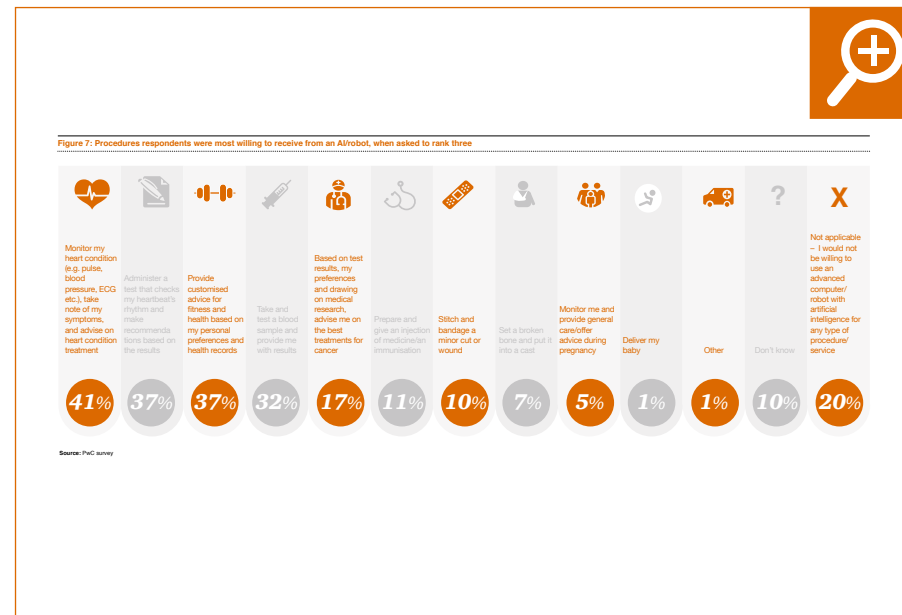 Figure 7: Procedures respondents were most willing to receive from an AI/robot, when asked to rank three
Monitor my
heart condition
(e.g. pulse,
blood
pressure, ECG
etc.), take
note of my
symptoms,
and advise on
heart condition
treatment
41%
Administer a
test that checks
my heartbeat's
rhythm and
make
recommenda
tions based on
the results
37%
Provide
customised
advice for
fitness and
health based on
my personal
preferences and
health records
37%
Take and
test a blood
sample and
provide me
with results
32%
Based on test
results, my
preferences
and drawing
on medical
research,
advise me on
the best
treatments for
cancer
17%
Prepare and
give an injection
of medicine/an
immunisation
11%
Stitch and
bandage a
minor cut or
wound
10%
Set a broken
bone and put it
into a cast
7%
Monitor me and
provide general
care/offer
advice during
pregnancy
5%
Deliver my
baby
1%
Other
1%
?
Don't know
10%
X
Not applicable
– I would not
be willing to
use an
advanced
computer/
robot with
artificial
intelligence for
any type of
procedure/
service
20%
Source: PwC survey